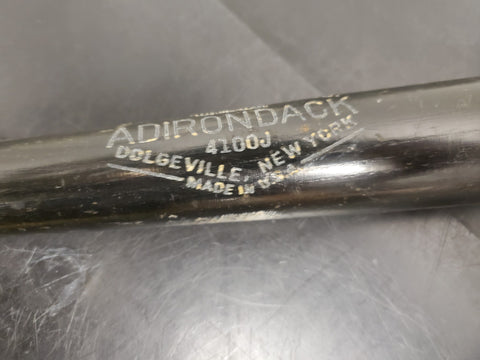 ADIRONDACK
4100J
DOLGEVILLE, NEW YORK
MADE IN U.S.A.